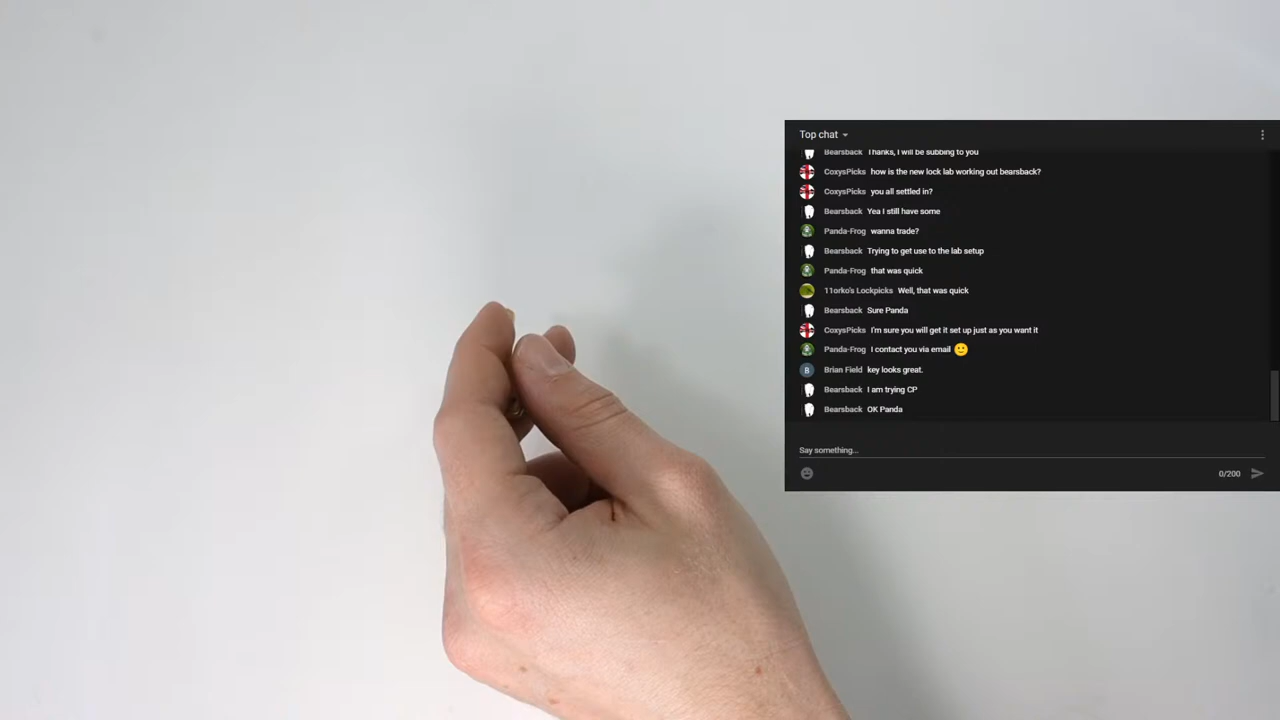 Top chat
Bearsback Thanks, I will be subbing to you
CoxysPicks how is the new lock lab working out bearsback?
CoxysPicks you all settled in?
Bearsback Yea I still have some
Panda-Frog wanna trade?
Bearsback Trying to get use to the lab setup
Panda-Frog that was quick
11orko's Lockpicks Well, that was quick
Bearsback Sure Panda
CoxysPicks I'm sure you will get it set up just as you want it
Panda-Frog I contact you via email 🙂
B Brian Field key looks great.
Bearsback I am trying CP
Bearsback OK Panda
Say something...
0/200